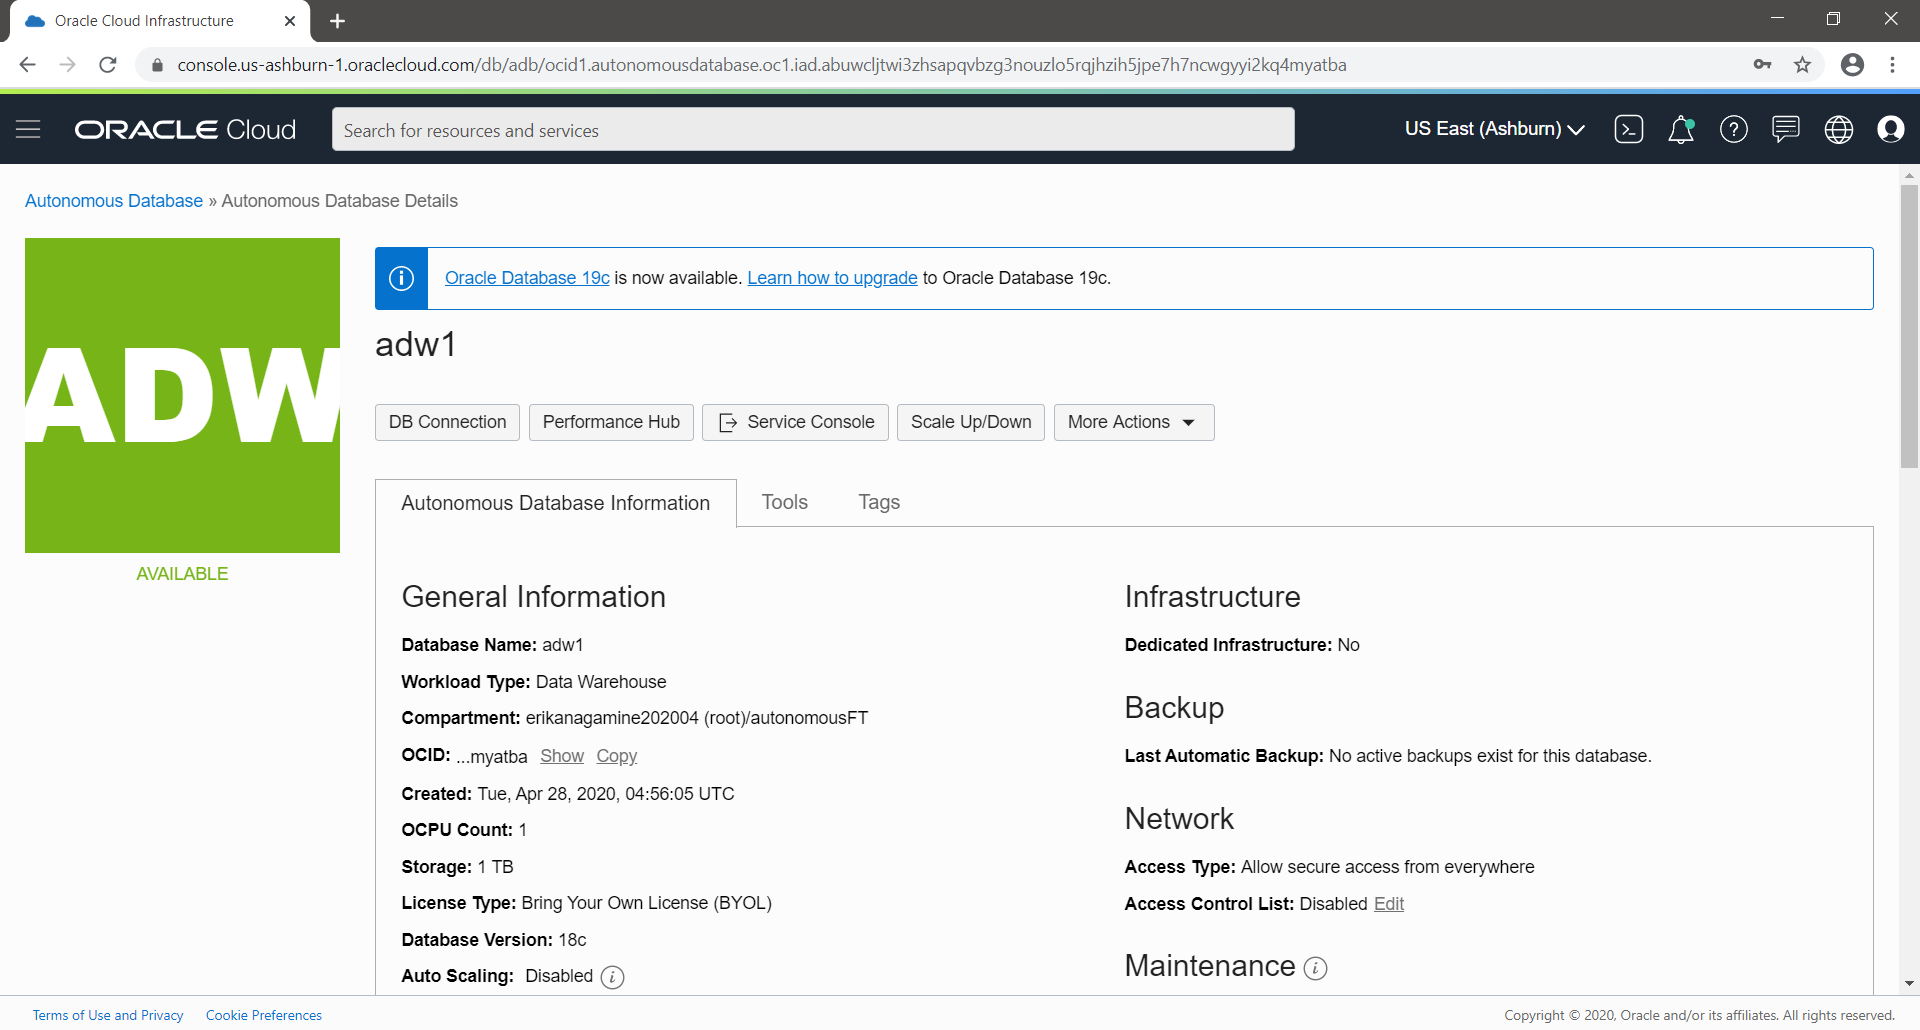 Oracle Cloud Infrastructure
console.us-ashburn-1.oraclecloud.com/db/adb/ocid1.autonomousdatabase.oc1.iad.abuwcljtwi3zhsapqvbzg3nouzlo5rqjhzih5jpe7h7ncwgyyi2kq4myatba
ORACLE Cloud
Search for resources and services
US East (Ashburn)
Autonomous Database » Autonomous Database Details
ADW
AVAILABLE
Oracle Database 19c is now available. Learn how to upgrade to Oracle Database 19c.
adw1
DB Connection
Performance Hub
Service Console
Scale Up/Down
More Actions
Autonomous Database Information
Tools
Tags
General Information
Database Name: adw1
Workload Type: Data Warehouse
Compartment: erikanagamine202004 (root)/autonomousFT
OCID: ...myatba Show Copy
Created: Tue, Apr 28, 2020, 04:56:05 UTC
OCPU Count: 1
Storage: 1 TB
License Type: Bring Your Own License (BYOL)
Database Version: 18c
Auto Scaling: Disabled
Infrastructure
Dedicated Infrastructure: No
Backup
Last Automatic Backup: No active backups exist for this database.
Network
Access Type: Allow secure access from everywhere
Access Control List: Disabled Edit
Maintenance
Terms of Use and Privacy
Cookie Preferences
Copyright © 2020, Oracle and/or its affiliates. All rights reserved.